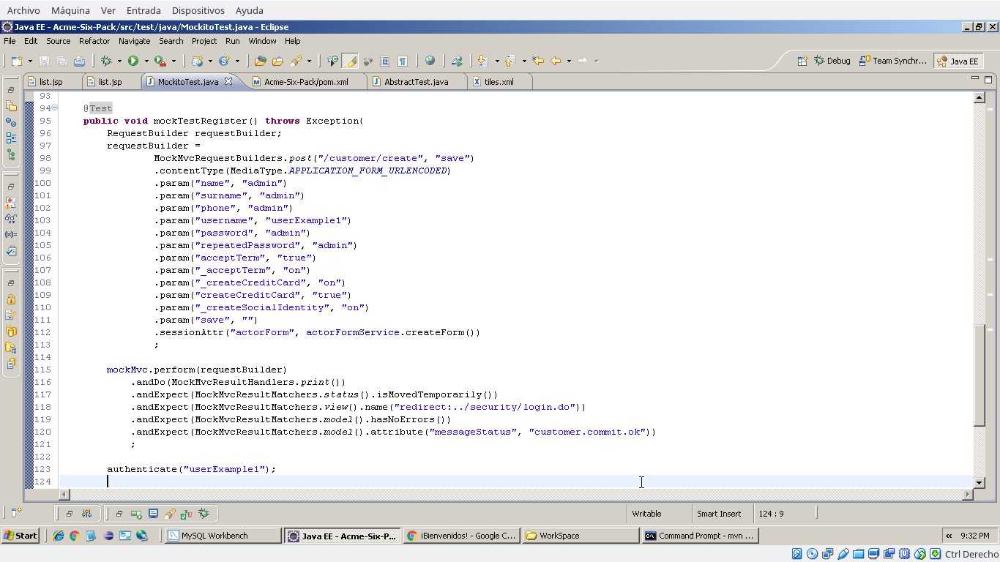 Archivo Máquina Ver Entrada Dispositivos Ayuda
Java EE - Acme-Six-Pack/src/test/java/MockitoTest.java - Eclipse
File Edit Source Refactor Navigate Search Project Run Window Help
Debug Team Synchr... Java EE
list.jsp list.jsp MockitoTest.java Acme-Six-Pack/pom.xml AbstractTest.java tiles.xml
93
94 @Test
95 public void mockTestRegister() throws Exception{
96 RequestBuilder requestBuilder;
97 requestBuilder =
98 MockMvcRequestBuilders.post("/customer/create", "save")
99 .contentType(MediaType.APPLICATION_FORM_URLENCODED)
100 .param("name", "admin")
101 .param("surname", "admin")
102 .param("phone", "admin")
103 .param("username", "userExample1")
104 .param("password", "admin")
105 .param("repeatedPassword", "admin")
106 .param("acceptTerm", "true")
107 .param("_acceptTerm", "on")
108 .param("_createCreditCard", "on")
109 .param("createCreditCard", "true")
110 .param("_createSocialIdentity", "on")
111 .param("save", "")
112 .sessionAttr("actorForm", actorFormService.createForm())
113 ;
114
115 mockMvc.perform(requestBuilder)
116 .andDo(MockMvcResultHandlers.print())
117 .andExpect(MockMvcResultMatchers.status().isMovedTemporarily())
118 .andExpect(MockMvcResultMatchers.view().name("redirect:../security/login.do"))
119 .andExpect(MockMvcResultMatchers.model().hasNoErrors())
120 .andExpect(MockMvcResultMatchers.model().attribute("messageStatus", "customer.commit.ok"))
121 ;
122
123 authenticate("userExample1");
124
Writable Smart Insert 124 : 9
Start MySQL Workbench Java EE - Acme-Six-P... ¡Bienvenidos! - Google C... WorkSpace Command Prompt - mvn ... « 9:32 PM
Ctrl Derecho